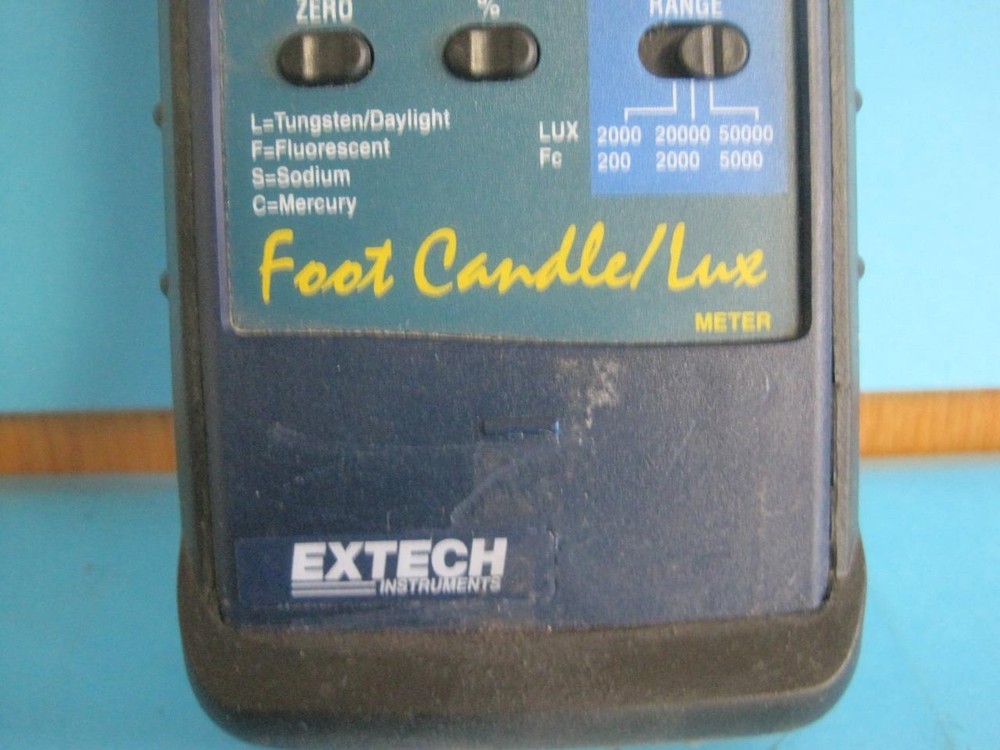 ZERO % RANGE
L=Tungsten/Daylight
F=Fluorescent
S=Sodium
C=Mercury
LUX 2000 20000 50000
Fc 200 2000 5000
Foot Candle/Lux
METER
EXTECH
INSTRUMENTS